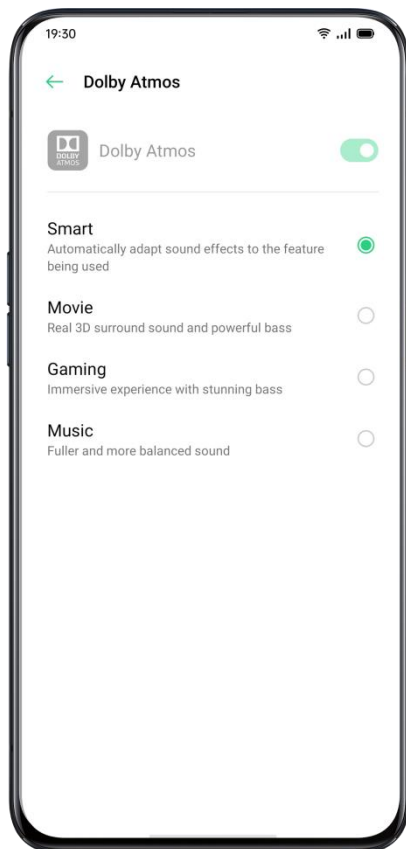 19:30
Dolby Atmos
DOLBY
ATMOS
Dolby Atmos
Smart
Automatically adapt sound effects to the feature
being used
Movie
Real 3D surround sound and powerful bass
Gaming
Immersive experience with stunning bass
Music
Fuller and more balanced sound